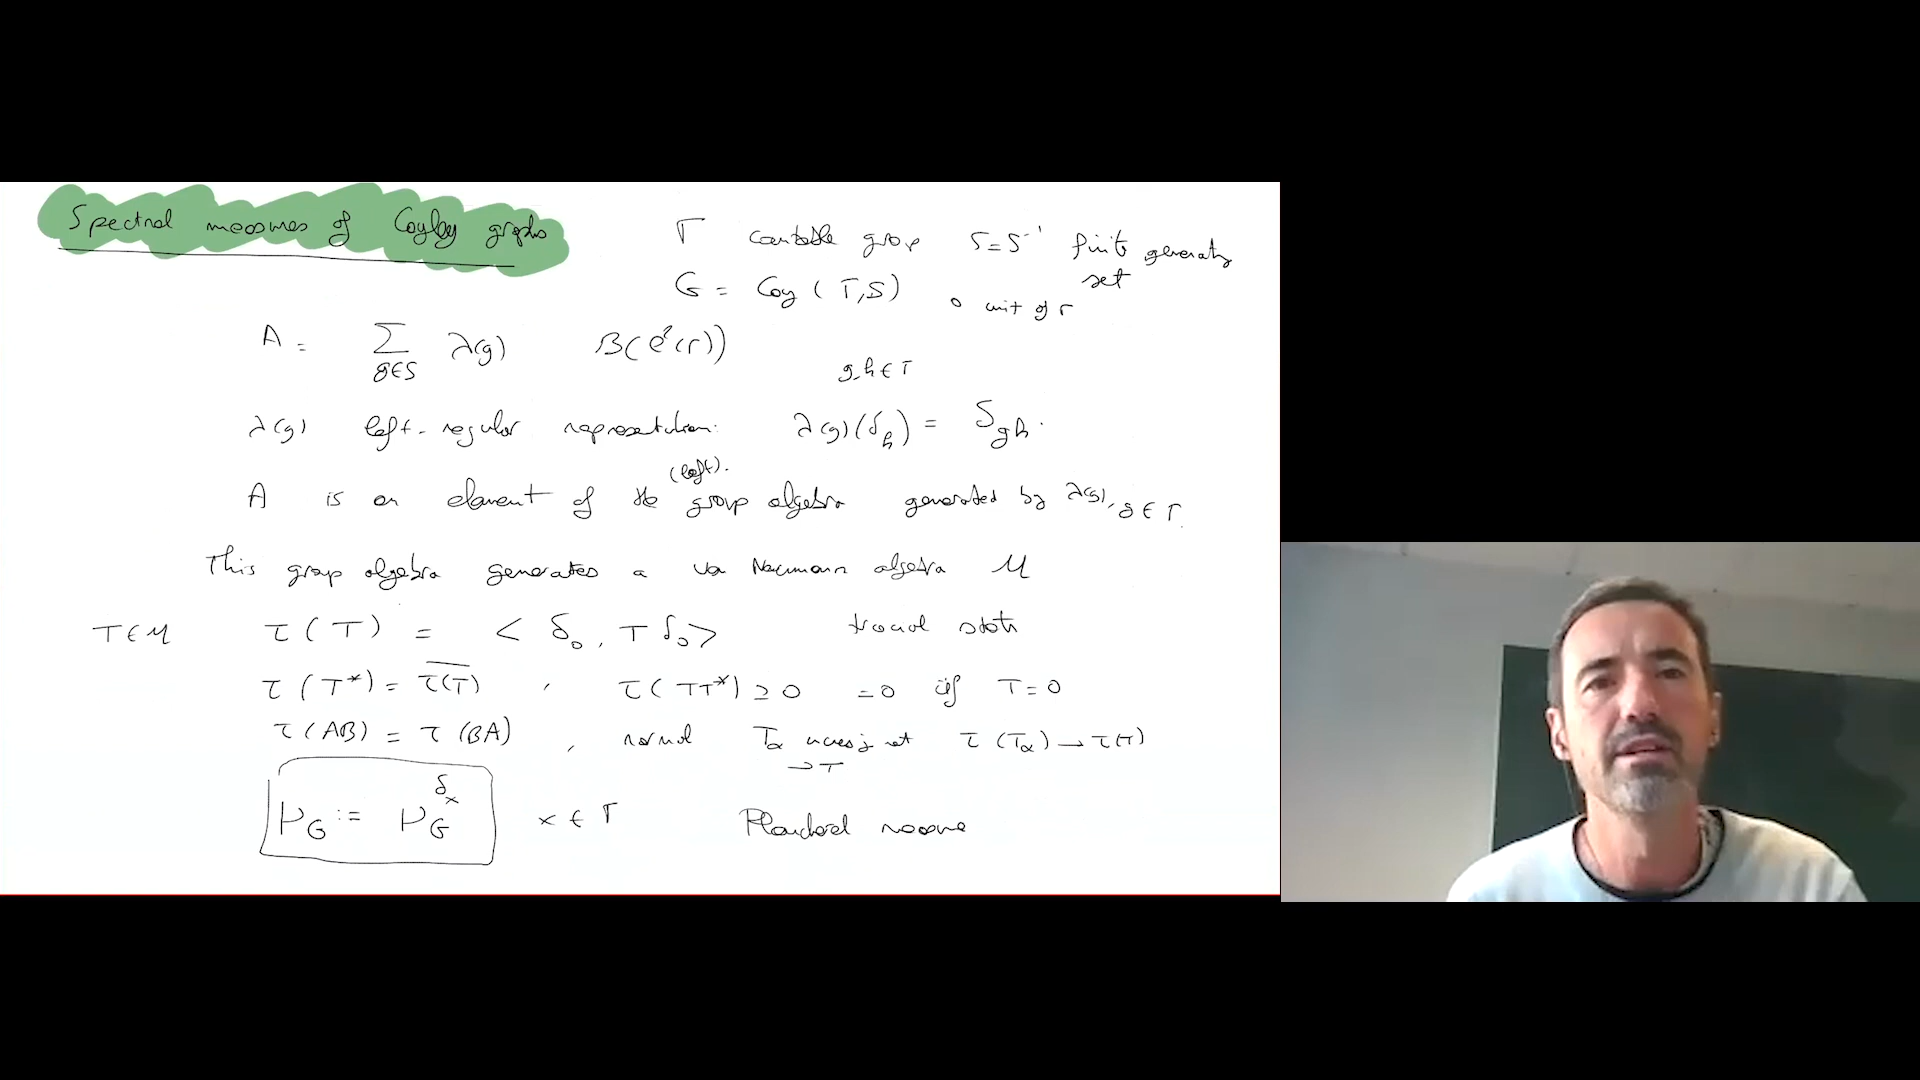 Spectral measures of Cayley graphs
Γ countable group S=S⁻¹ finite generating set
G = Cay (Γ,S) o unit of Γ
A = ∑_{g∈S} λ(g) B(ℓ²(Γ))
g,h ∈ Γ
λ(g) left-regular representation: λ(g)(δ_h) = δ_{gh}.
(left).
A is an element of the group algebra generated by λ(g), g ∈ Γ.
This group algebra generates a von Neumann algebra M
T∈M τ(T) = < δ_o , T δ_o > tracial state
τ(T*) = \overline{τ(T)} , τ(TT*) ≥ 0 =0 iff T=0
τ(AB) = τ(BA) , normal T_α increasing net τ(T_α) → τ(T)
→T
μ_G := μ_G^{δ_x} x ∈ Γ Plancherel measure